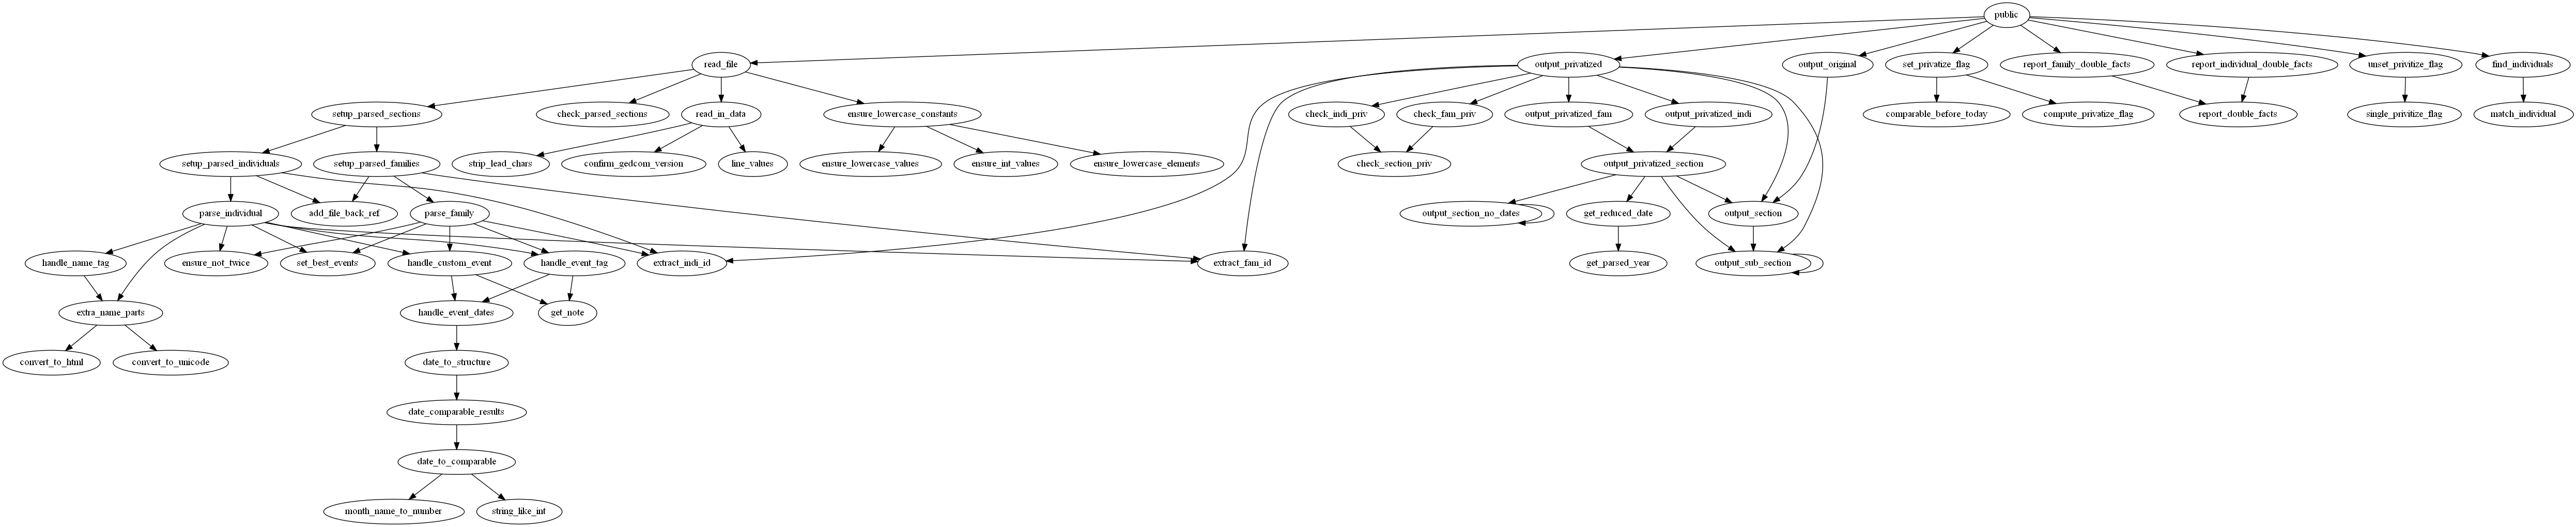 public
read_file
output_privatized
output_original
set_privatize_flag
report_family_double_facts
report_individual_double_facts
unset_privitize_flag
find_individuals
setup_parsed_sections
check_parsed_sections
read_in_data
ensure_lowercase_constants
check_indi_priv
check_fam_priv
output_privatized_fam
output_privatized_indi
comparable_before_today
compute_privatize_flag
report_double_facts
single_privitize_flag
match_individual
setup_parsed_individuals
setup_parsed_families
strip_lead_chars
confirm_gedcom_version
line_values
ensure_lowercase_values
ensure_int_values
ensure_lowercase_elements
check_section_priv
output_privatized_section
parse_individual
add_file_back_ref
parse_family
output_section_no_dates
get_reduced_date
output_section
handle_name_tag
ensure_not_twice
set_best_events
handle_custom_event
handle_event_tag
extract_indi_id
extract_fam_id
get_parsed_year
output_sub_section
extra_name_parts
handle_event_dates
get_note
convert_to_html
convert_to_unicode
date_to_structure
date_comparable_results
date_to_comparable
month_name_to_number
string_like_int